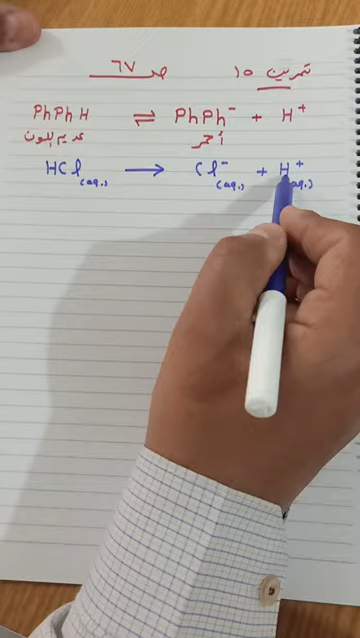 تمرين ١٥ ص ٦٧
PhPhH ⇌ PhPh⁻ + H⁺
عديم اللون أحمر
HCl(aq.) → Cl⁻(aq.) + H⁺(aq.)